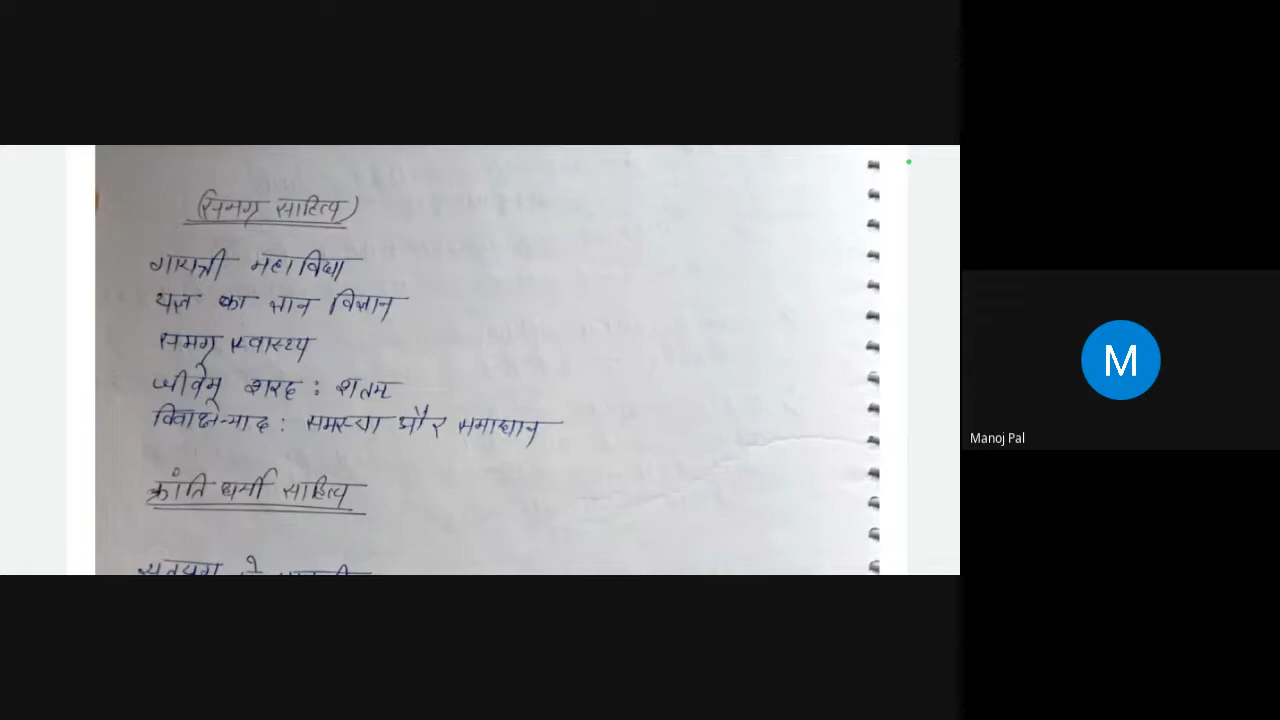 (समग्र साहित्य)
गायत्री महाविद्या
यज्ञ का ज्ञान विज्ञान
समग्र स्वास्थ्य
जीवेम् शरद : शतम
: समस्या और समाधान
क्रांति धर्मी साहित्य
M
Manoj Pal